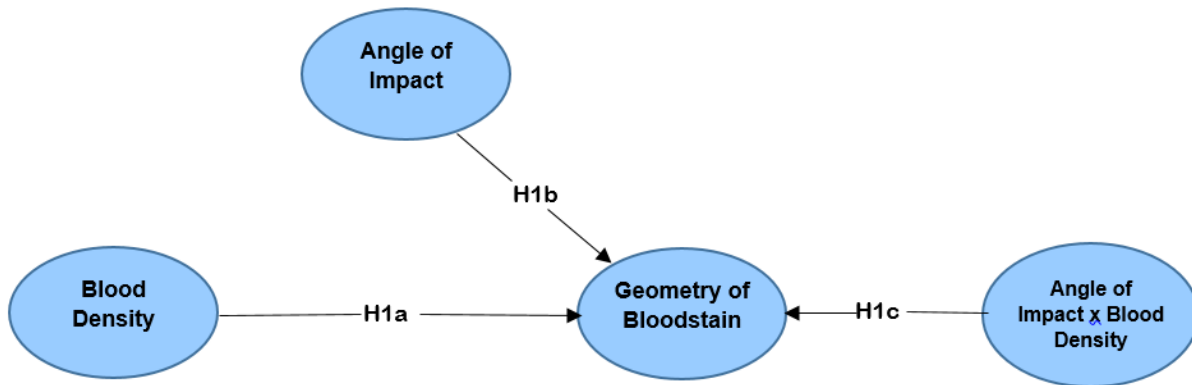 Angle of
Impact
H1b
Blood
Density
H1a
Geometry of
Bloodstain
H1c
Angle of
Impact x Blood
Density